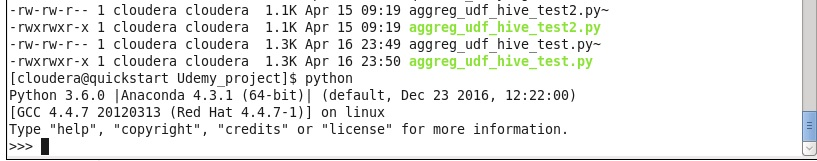 -rw-rw-r-- 1 cloudera cloudera  1.1K Apr 15 09:19 aggreg_udf_hive_test2.py~
-rwxrwxr-x 1 cloudera cloudera  1.1K Apr 15 09:19 aggreg_udf_hive_test2.py
-rw-rw-r-- 1 cloudera cloudera  1.3K Apr 16 23:49 aggreg_udf_hive_test.py~
-rwxrwxr-x 1 cloudera cloudera  1.3K Apr 16 23:50 aggreg_udf_hive_test.py
[cloudera@quickstart Udemy_project]$ python
Python 3.6.0 |Anaconda 4.3.1 (64-bit)| (default, Dec 23 2016, 12:22:00)
[GCC 4.4.7 20120313 (Red Hat 4.4.7-1)] on linux
Type "help", "copyright", "credits" or "license" for more information.
>>>